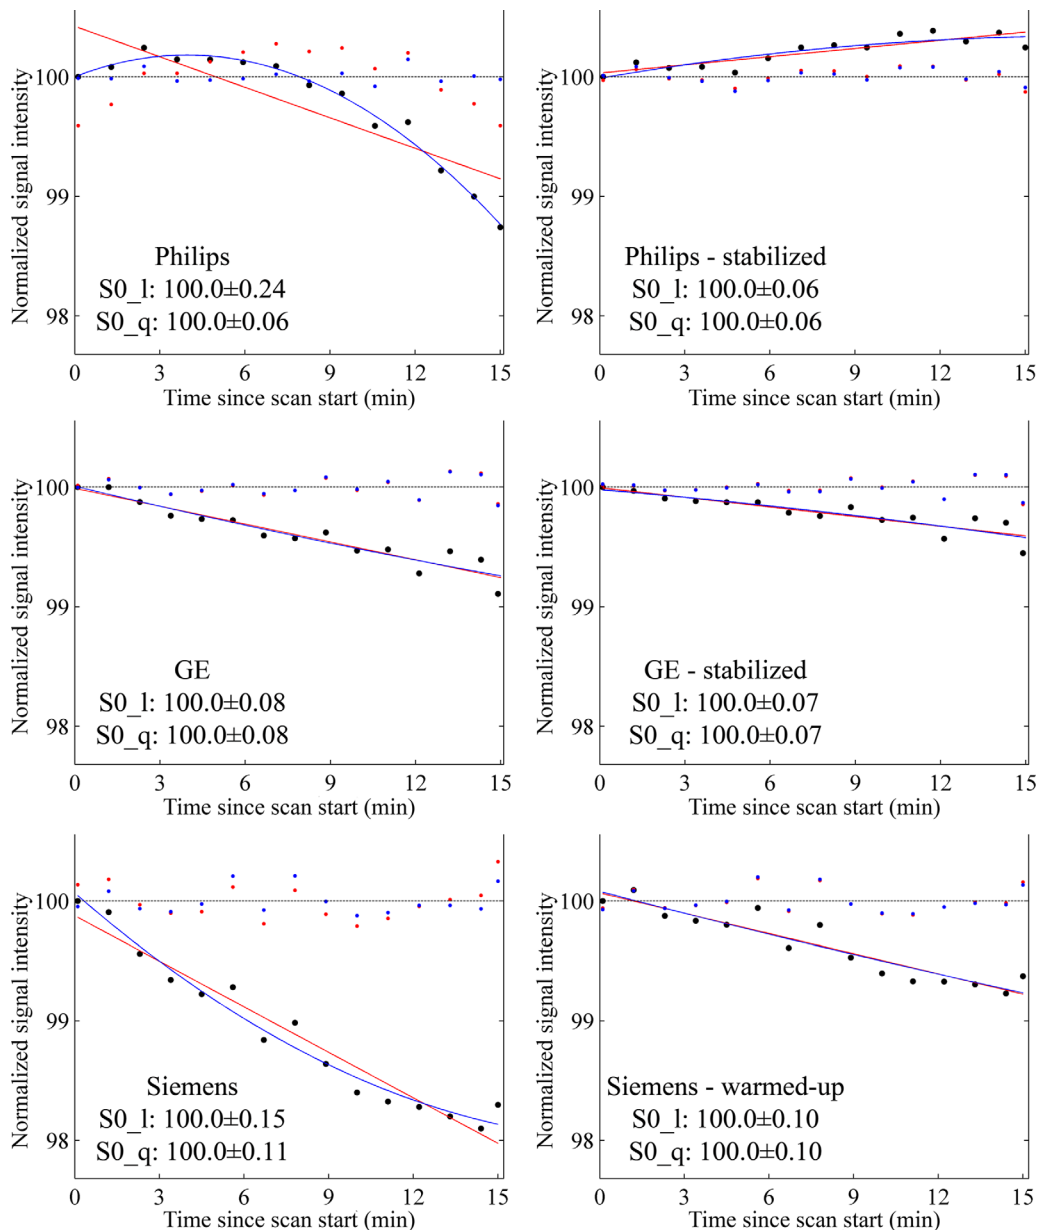 Normalized signal intensity
100
99
98
Philips
S0_l: 100.0±0.24
S0_q: 100.0±0.06
0 3 6 9 12 15
Time since scan start (min)
Normalized signal intensity
100
99
98
Philips - stabilized
S0_l: 100.0±0.06
S0_q: 100.0±0.06
0 3 6 9 12 15
Time since scan start (min)
Normalized signal intensity
100
99
98
GE
S0_l: 100.0±0.08
S0_q: 100.0±0.08
0 3 6 9 12 15
Time since scan start (min)
Normalized signal intensity
100
99
98
GE - stabilized
S0_l: 100.0±0.07
S0_q: 100.0±0.07
0 3 6 9 12 15
Time since scan start (min)
Normalized signal intensity
100
99
98
Siemens
S0_l: 100.0±0.15
S0_q: 100.0±0.11
0 3 6 9 12 15
Time since scan start (min)
Normalized signal intensity
100
99
98
Siemens - warmed-up
S0_l: 100.0±0.10
S0_q: 100.0±0.10
0 3 6 9 12 15
Time since scan start (min)